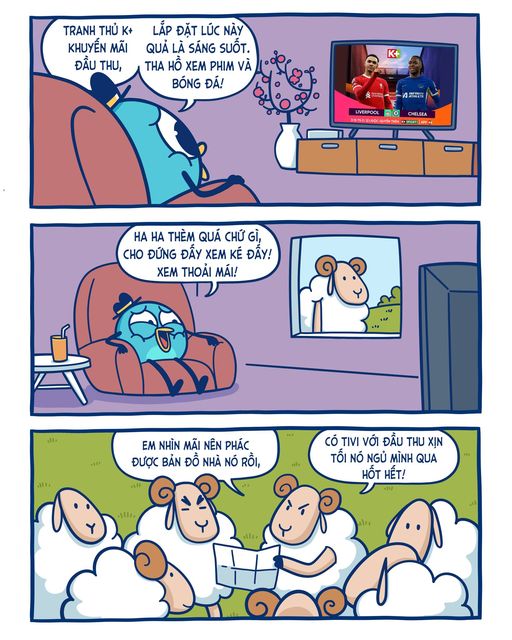 TRANH THỦ K+
KHUYẾN MÃI
ĐẦU THU,
LẮP ĐẶT LÚC NÀY
QUẢ LÀ SÁNG SUỐT.
THA HỒ XEM PHIM VÀ
BÓNG ĐÁ!
K+
LIVERPOOL
CHELSEA
HA HA THÈM QUÁ CHỨ GÌ,
CHO ĐỨNG ĐẤY XEM KÉ ĐẤY!
XEM THOẢI MÁI!
EM NHÌN MÃI NÊN PHÁC
ĐƯỢC BẢN ĐỒ NHÀ NÓ RỒI,
CÓ TIVI VỚI ĐẦU THU XỊN
TỐI NÓ NGỦ MÌNH QUA
HỐT HẾT!